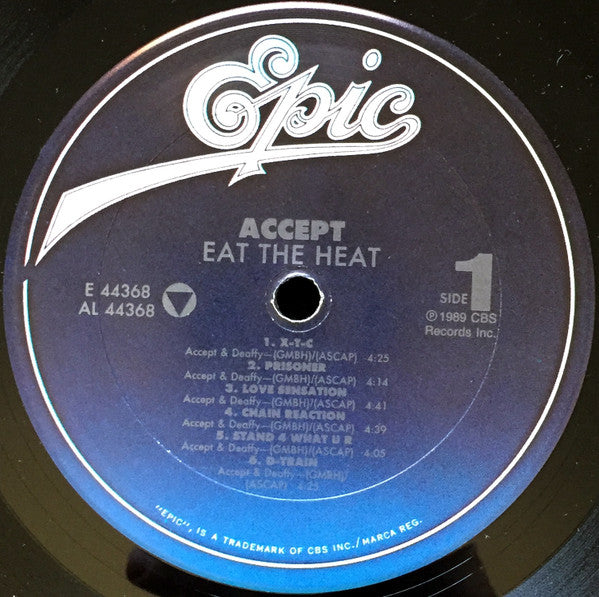 Epic
ACCEPT
EAT THE HEAT
E 44368
AL 44368
SIDE 1
℗ 1989 CBS
Records Inc.
1. X-T-C
Accept & Deaffy—(GMBH)/(ASCAP) 4:25
2. PRISONER
Accept & Deaffy—(GMBH)/(ASCAP) 4:14
3. LOVE SENSATION
Accept & Deaffy—(GMBH)/(ASCAP) 4:41
4. CHAIN REACTION
Accept & Deaffy—(GMBH)/(ASCAP) 4:39
5. STAND 4 WHAT U R
Accept & Deaffy—(GMBH)/(ASCAP) 4:05
6. D-TRAIN
Accept & Deaffy—(GMBH)/
(ASCAP) 4:25
"EPIC", IS A TRADEMARK OF CBS INC./MARCA REG.